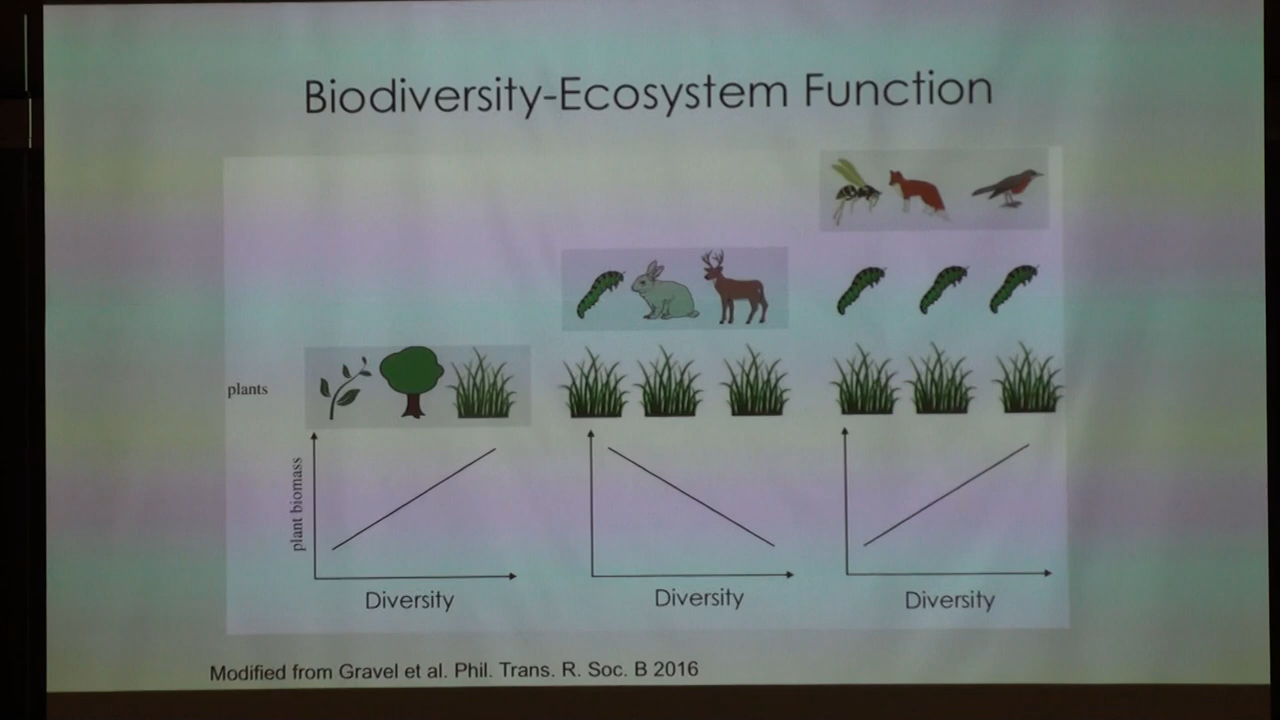 Biodiversity-Ecosystem Function
plants
plant biomass
Diversity
Diversity
Diversity
Modified from Gravel et al. Phil. Trans. R. Soc. B 2016